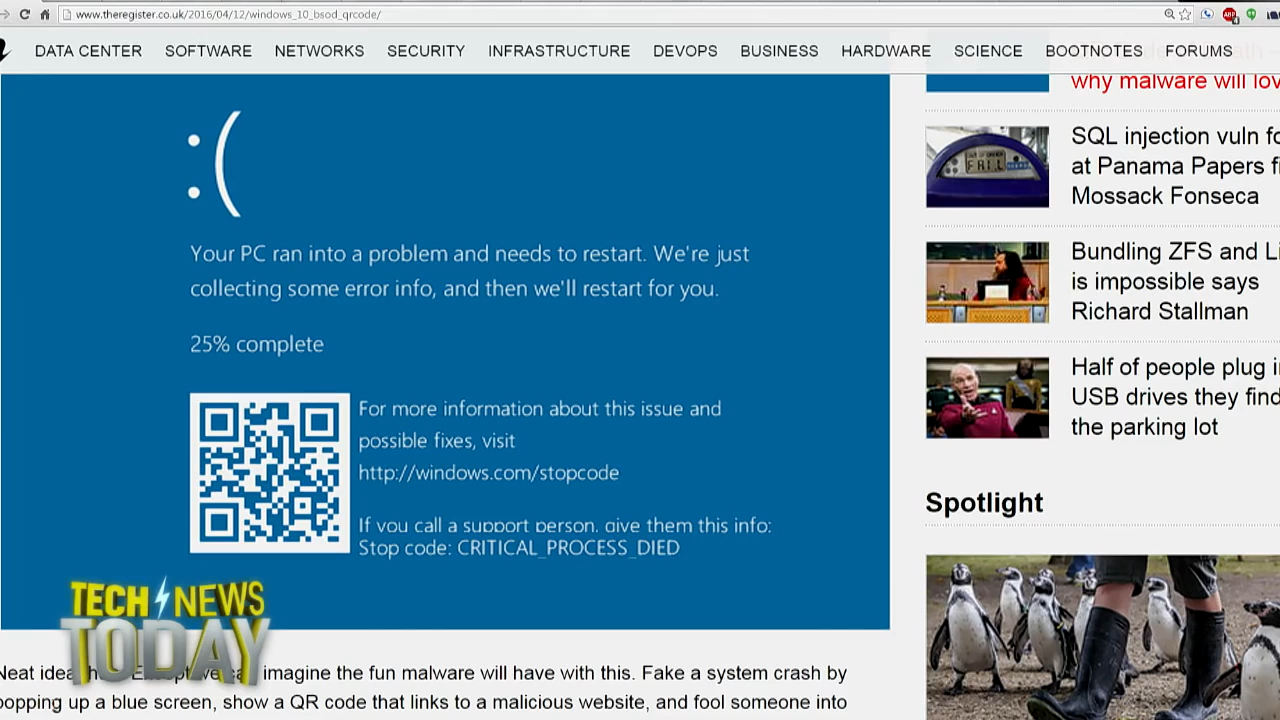 www.theregister.co.uk/2016/04/12/windows_10_bsod_qrcode/
DATA CENTER SOFTWARE NETWORKS SECURITY INFRASTRUCTURE DEVOPS BUSINESS HARDWARE SCIENCE BOOTNOTES FORUMS
:(
Your PC ran into a problem and needs to restart. We're just
collecting some error info, and then we'll restart for you.
25% complete
For more information about this issue and
possible fixes, visit
http://windows.com/stopcode
If you call a support person, give them this info:
Stop code: CRITICAL_PROCESS_DIED
TECH NEWS
TODAY
Neat idea, imagine the fun malware will have with this. Fake a system crash by
popping up a blue screen, show a QR code that links to a malicious website, and fool someone into
why malware will lov
SQL injection vuln fo
at Panama Papers fi
Mossack Fonseca
FAIL
Bundling ZFS and Li
is impossible says
Richard Stallman
Half of people plug i
USB drives they find
the parking lot
Spotlight